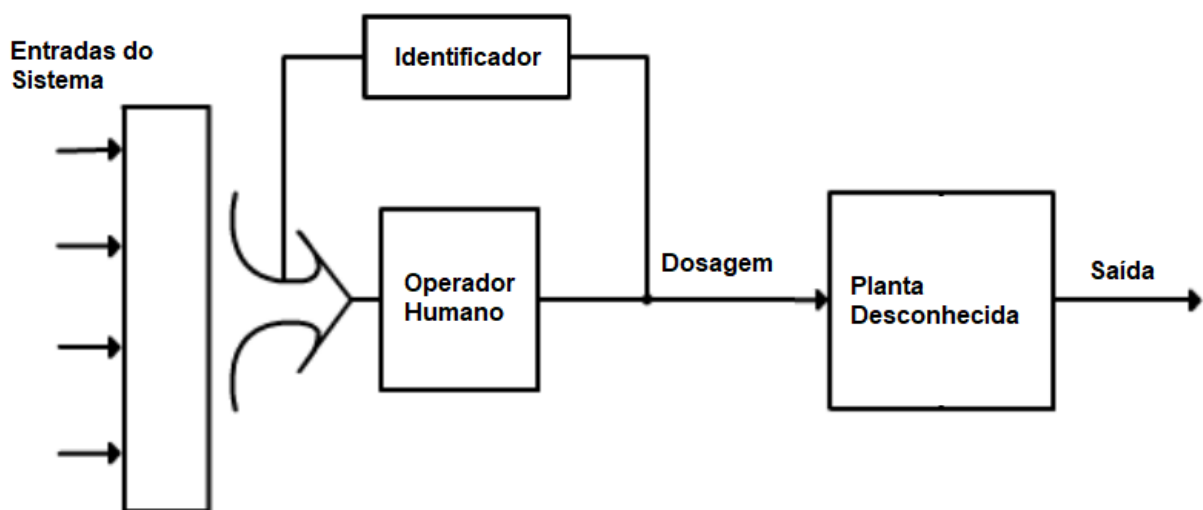 Entradas do
Sistema
Identificador
Operador
Humano
Dosagem
Planta
Desconhecida
Saída